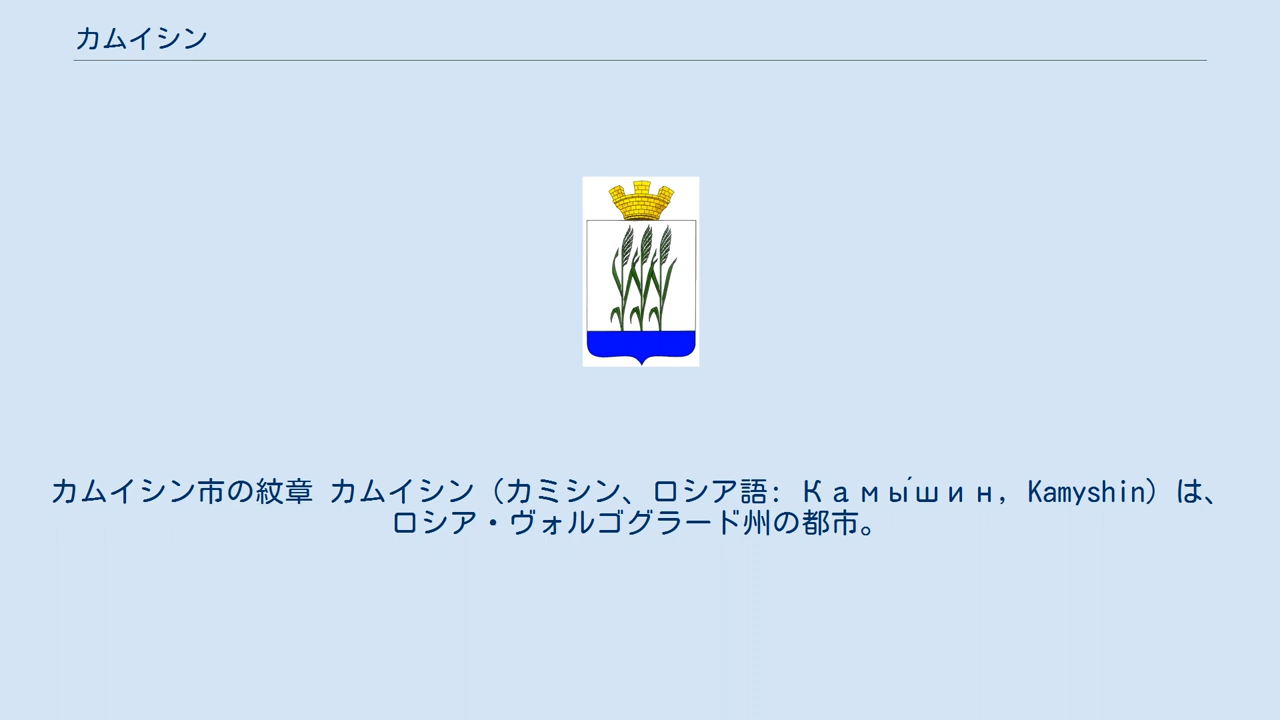 カムイシン
カムイシン市の紋章 カムイシン（カミシン、ロシア語: Камы́шин, Kamyshin）は、
ロシア・ヴォルゴグラード州の都市。